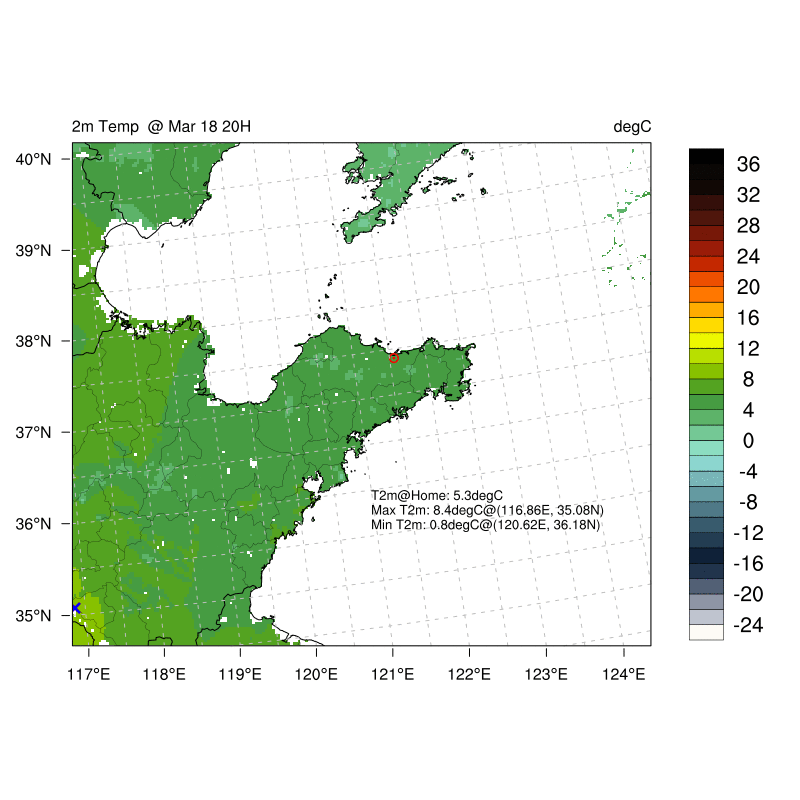 2m Temp @ Mar 18 20H
degC
40°N
39°N
38°N
37°N
36°N
35°N
117°E
118°E
119°E
120°E
121°E
122°E
123°E
124°E
T2m@Home: 5.3degC
Max T2m: 8.4degC@(116.86E, 35.08N)
Min T2m: 0.8degC@(120.62E, 36.18N)
36
32
28
24
20
16
12
8
4
0
-4
-8
-12
-16
-20
-24